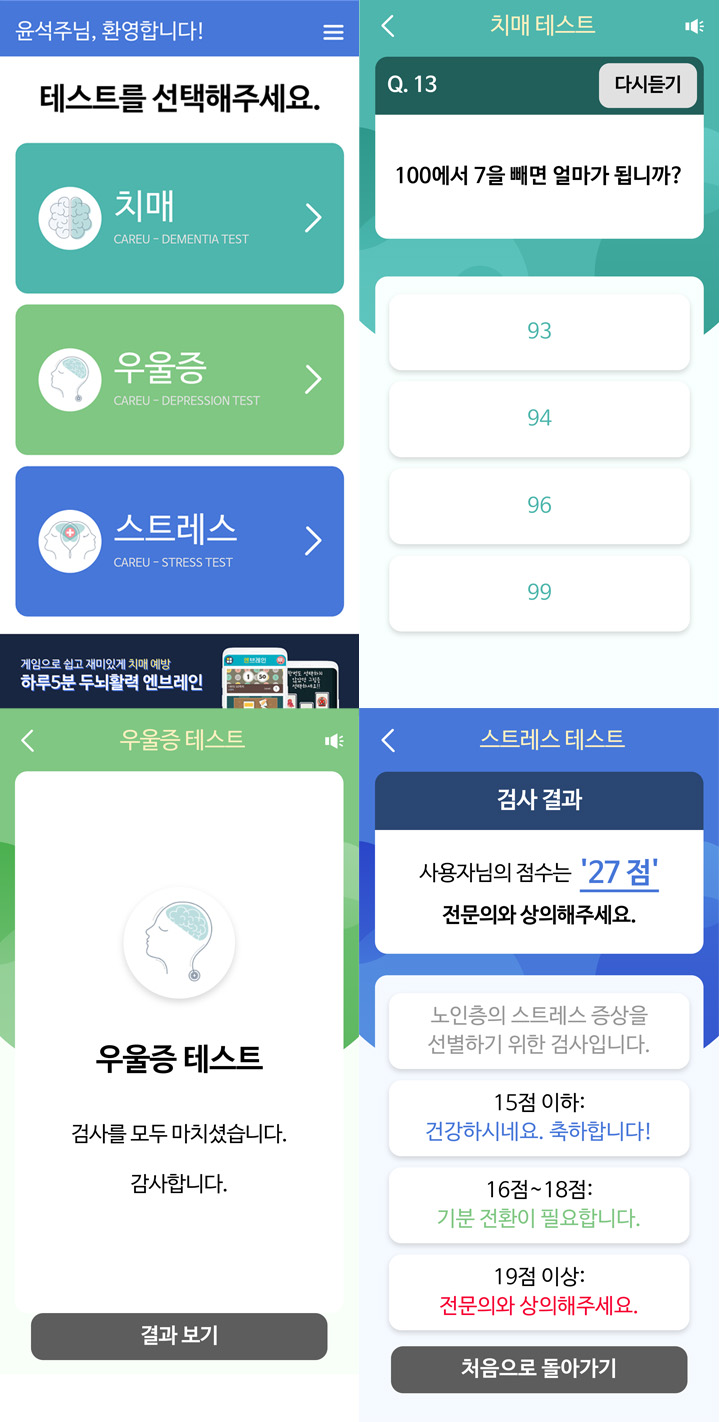 윤석주님, 환영합니다!
테스트를 선택해주세요.
치매
CAREU - DEMENTIA TEST
우울증
CAREU - DEPRESSION TEST
스트레스
CAREU - STRESS TEST
게임으로 쉽고 재미있게 치매 예방
하루5분 두뇌활력 엔브레인
엔브레인
1 50
치매 테스트
Q. 13
다시듣기
100에서 7을 빼면 얼마가 됩니까?
93
94
96
99
우울증 테스트
우울증 테스트
검사를 모두 마치셨습니다.
감사합니다.
결과 보기
스트레스 테스트
검사 결과
사용자님의 점수는 '27 점'
전문의와 상의해주세요.
노인층의 스트레스 증상을
선별하기 위한 검사입니다.
15점 이하:
건강하시네요. 축하합니다!
16점~18점:
기분 전환이 필요합니다.
19점 이상:
전문의와 상의해주세요.
처음으로 돌아가기